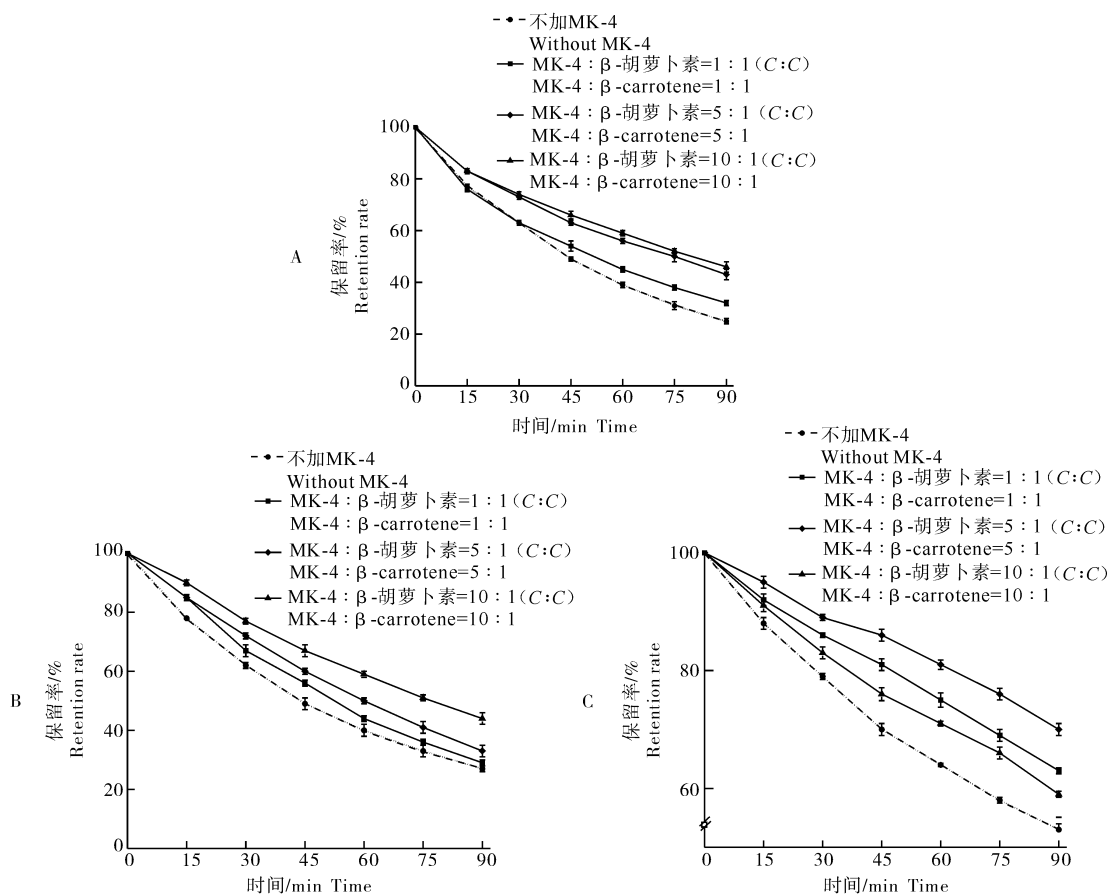 不加MK-4
Without MK-4
MK-4：β-胡萝卜素=1：1(C:C)
MK-4：β-carotene=1：1
MK-4：β-胡萝卜素=5：1(C:C)
MK-4：β-carrotene=5：1
MK-4：β-胡萝卜素=10：1(C:C)
MK-4：β-carrotene=10：1
A
保留率/%
Retention rate
100
80
60
40
20
0
0 15 30 45 60 75 90
时间/min Time
不加MK-4
Without MK-4
MK-4：β-胡萝卜素=1：1(C:C)
MK-4：β-carrotene=1：1
MK-4：β-胡萝卜素=5：1(C:C)
MK-4：β-carrotene=5：1
MK-4：β-胡萝卜素=10：1(C:C)
MK-4：β-carrotene=10：1
B
保留率/%
Retention rate
100
80
60
40
20
0
0 15 30 45 60 75 90
时间/min Time
不加MK-4
Without MK-4
MK-4：β-胡萝卜素=1：1(C:C)
MK-4：β-carrotene=1：1
MK-4：β-胡萝卜素=5：1(C:C)
MK-4：β-carrotene=5：1
MK-4：β-胡萝卜素=10：1(C:C)
MK-4：β-carrotene=10：1
C
保留率/%
Retention rate
100
80
60
0 15 30 45 60 75 90
时间/min Time